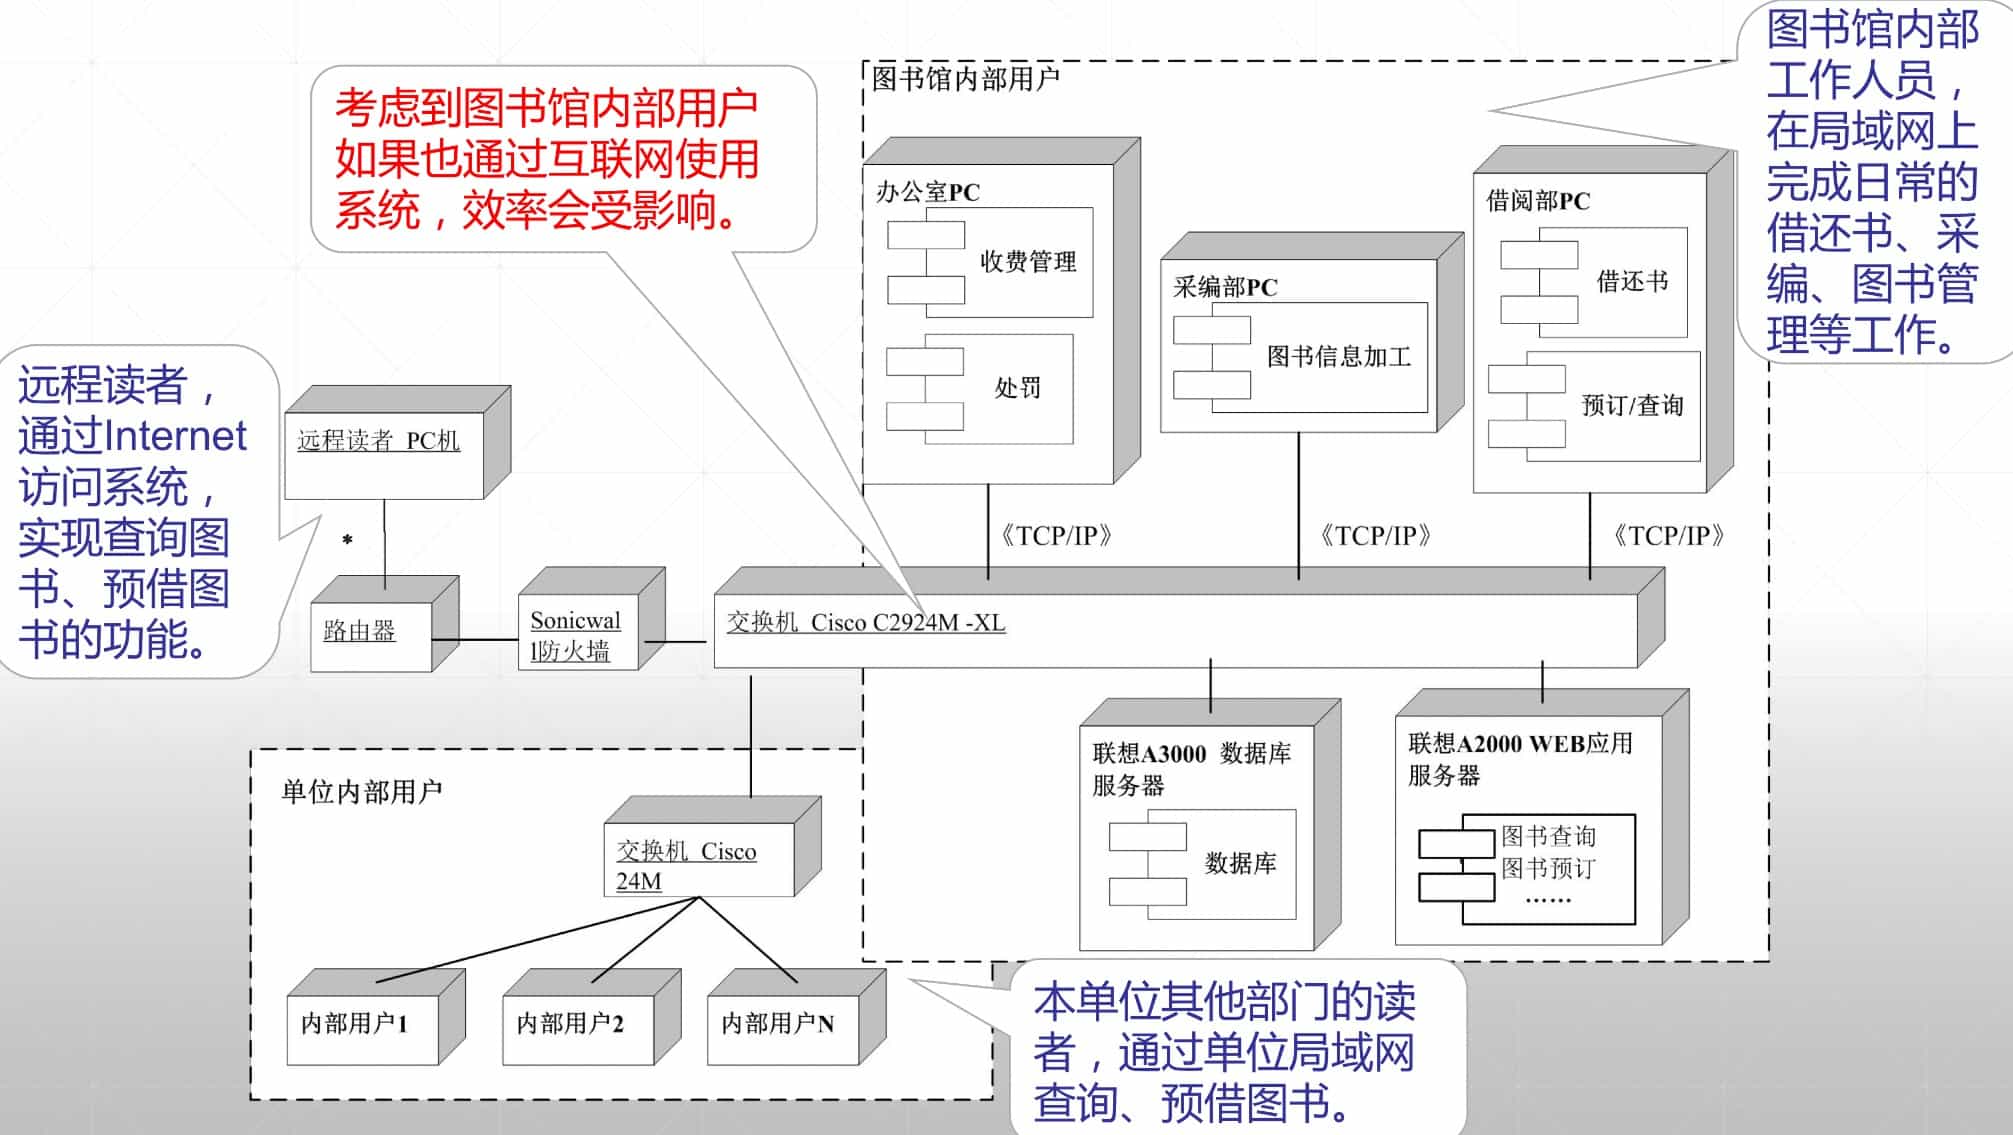 图书馆内部
工作人员，
在局域网上
完成日常的
借还书、采
编、图书管
理等工作。
图书馆内部用户
考虑到图书馆内部用户
如果也通过互联网使用
系统，效率会受影响。
办公室PC
收费管理
处罚
采编部PC
图书信息加工
借阅部PC
借还书
预订/查询
远程读者，
通过Internet
访问系统，
实现查询图
书、预借图
书的功能。
远程读者 PC机
*
《TCP/IP》
《TCP/IP》
《TCP/IP》
路由器
Sonicwal
l防火墙
交换机 Cisco C2924M -XL
单位内部用户
交换机 Cisco
24M
联想A3000 数据库
服务器
数据库
联想A2000 WEB应用
服务器
图书查询
图书预订
……
内部用户1
内部用户2
内部用户N
本单位其他部门的读
者，通过单位局域网
查询、预借图书。